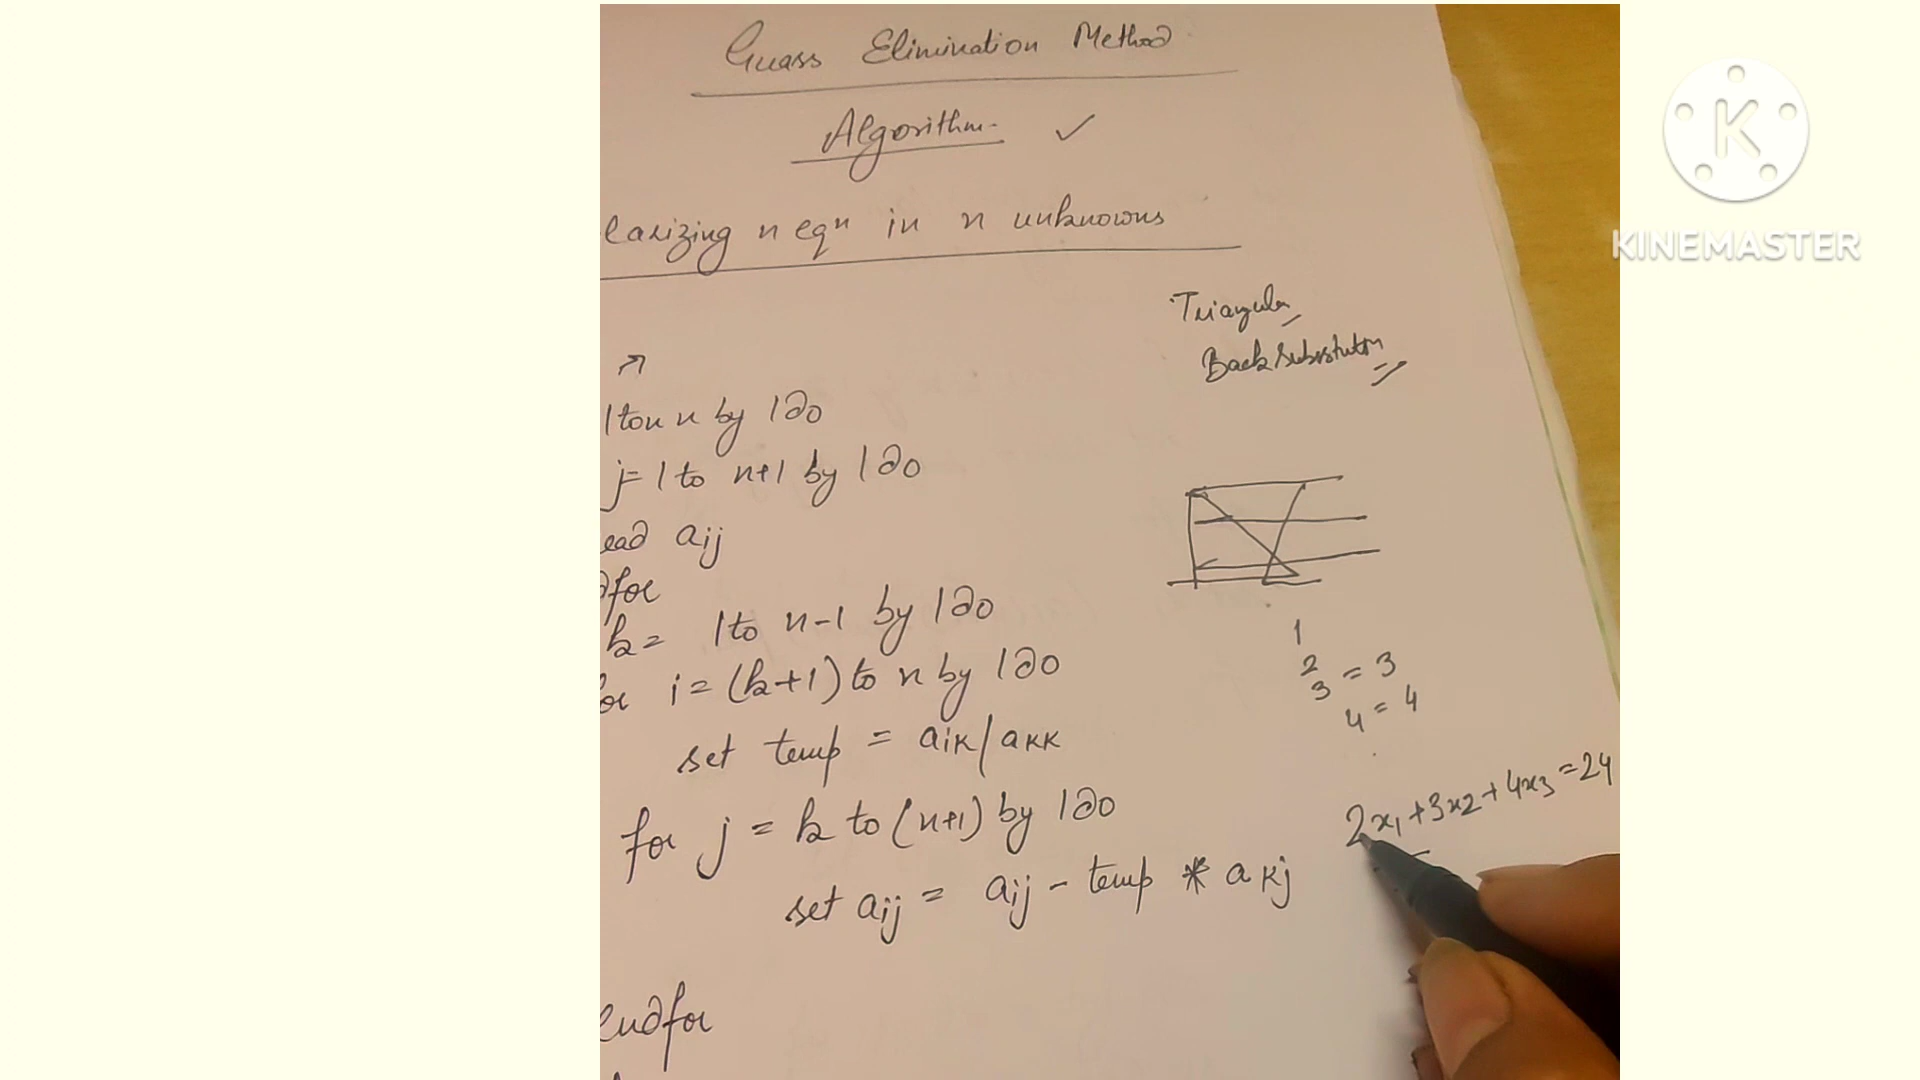 Guass Elimination Method
Algorithm
larizing n eqn in n unknowns
Triangular
Back Substitution
1 to n by 1 do
j = 1 to n+1 by 1 do
ead aij
dfor
k = 1 to n-1 by 1 do
or i = (k+1) to n by 1 do
set temp = aik/akk
for j = k to (n+1) by 1 do
set aij = aij - temp * akj
endfor
1
2
3 = 3
4 = 4
2x1+3x2+4x3=24
K
KINEMASTER